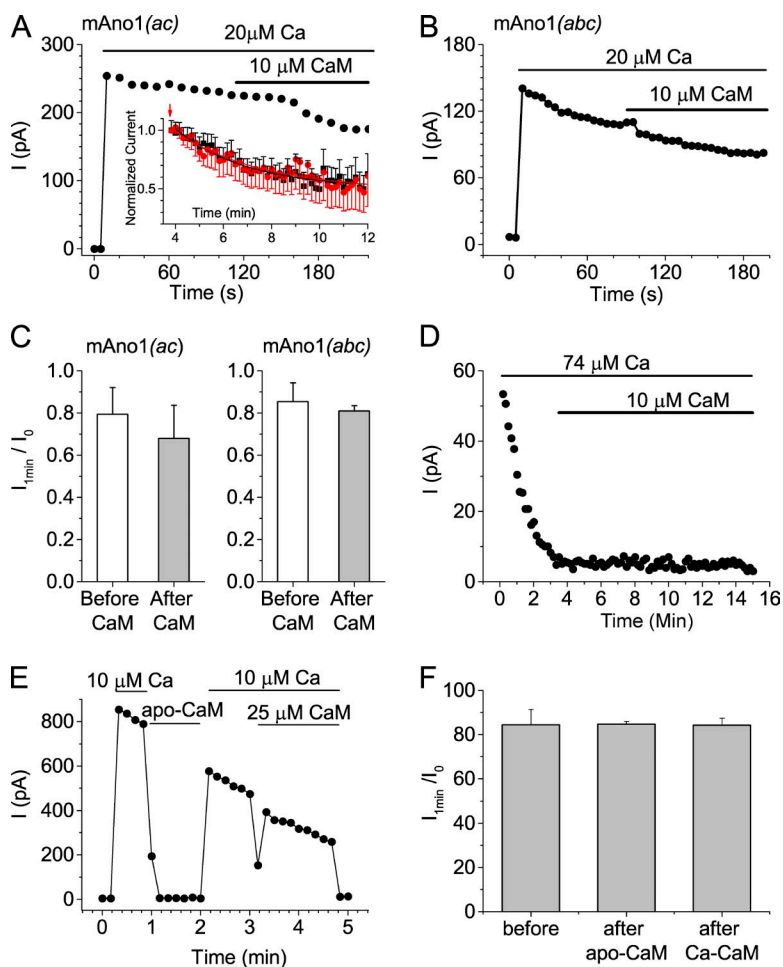 A
mAno1(ac)
20μM Ca
10 μM CaM
I (pA)
300
200
100
0
Normalized Current
1.0
0.5
Time (min)
4 6 8 10 12
0 60 120 180
Time (s)
B
mAno1(abc)
20 μM Ca
10 μM CaM
I (pA)
180
120
60
0
0 60 120 180
Time (s)
C
mAno1(ac)
I1min / I0
1.0
0.8
0.6
0.4
0.2
0.0
Before CaM
After CaM
mAno1(abc)
1.0
0.8
0.6
0.4
0.2
0.0
Before CaM
After CaM
D
74 μM Ca
10 μM CaM
I (pA)
60
40
20
0
0 2 4 6 8 10 12 14 16
Time (Min)
E
10 μM Ca
apo-CaM
10 μM Ca
25 μM CaM
I (pA)
800
600
400
200
0
0 1 2 3 4 5
Time (min)
F
I1min /I0
100
80
60
40
20
0
before
after apo-CaM
after Ca-CaM